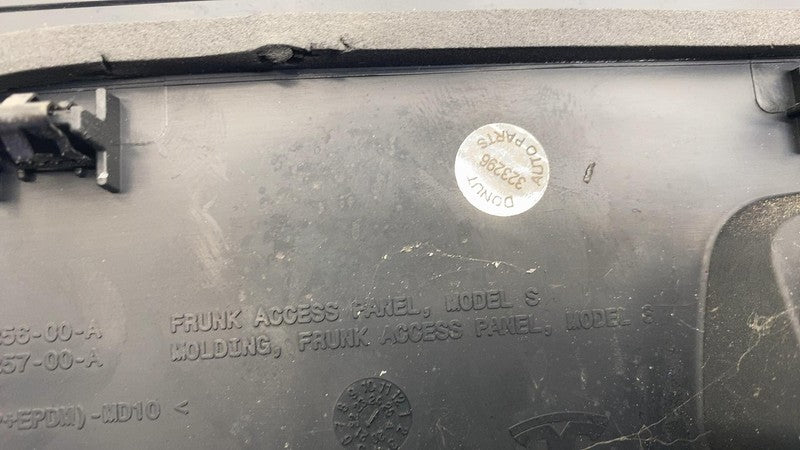 DONUT
323296
AUTO PARTS
56-00-A FRUNK ACCESS PANEL, MODEL S
57-00-A MOLDING, FRUNK ACCESS PANEL, MODEL S
+EPDM)-MD10 <